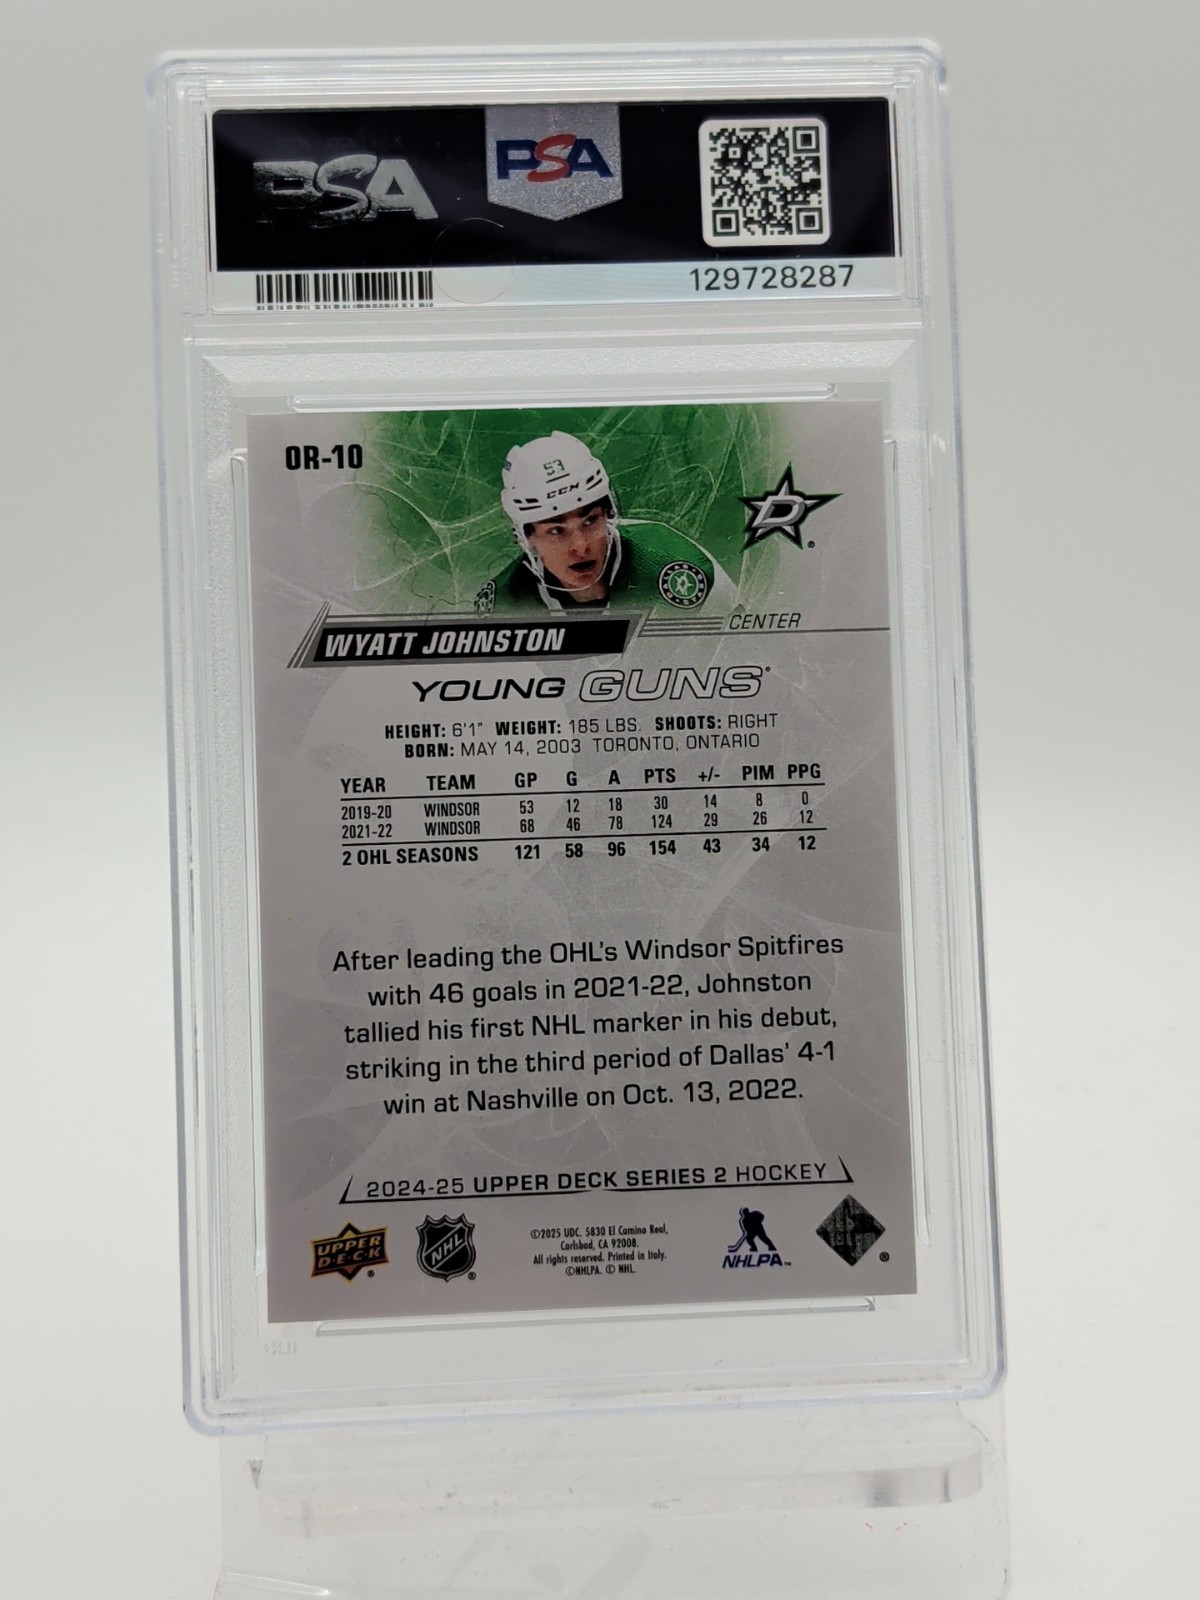 PSA PSA
129728287
OR-10
53
CCM
D
DALLAS STARS
CENTER
WYATT JOHNSTON
YOUNG GUNS®
HEIGHT: 6'1" WEIGHT: 185 LBS. SHOOTS: RIGHT
BORN: MAY 14, 2003 TORONTO, ONTARIO
YEAR TEAM GP G A PTS +/- PIM PPG
2019-20 WINDSOR 53 12 18 30 14 8 0
2021-22 WINDSOR 68 46 78 124 29 26 12
2 OHL SEASONS 121 58 96 154 43 34 12
After leading the OHL's Windsor Spitfires
with 46 goals in 2021-22, Johnston
tallied his first NHL marker in his debut,
striking in the third period of Dallas' 4-1
win at Nashville on Oct. 13, 2022.
2024-25 UPPER DECK SERIES 2 HOCKEY
UPPER
D·E·C·K
®
NHL
®
©2025 UDC. 5830 El Camino Real,
Carlsbad, CA 92008.
All rights reserved. Printed in Italy.
©NHLPA. © NHL.
NHLPA™
®